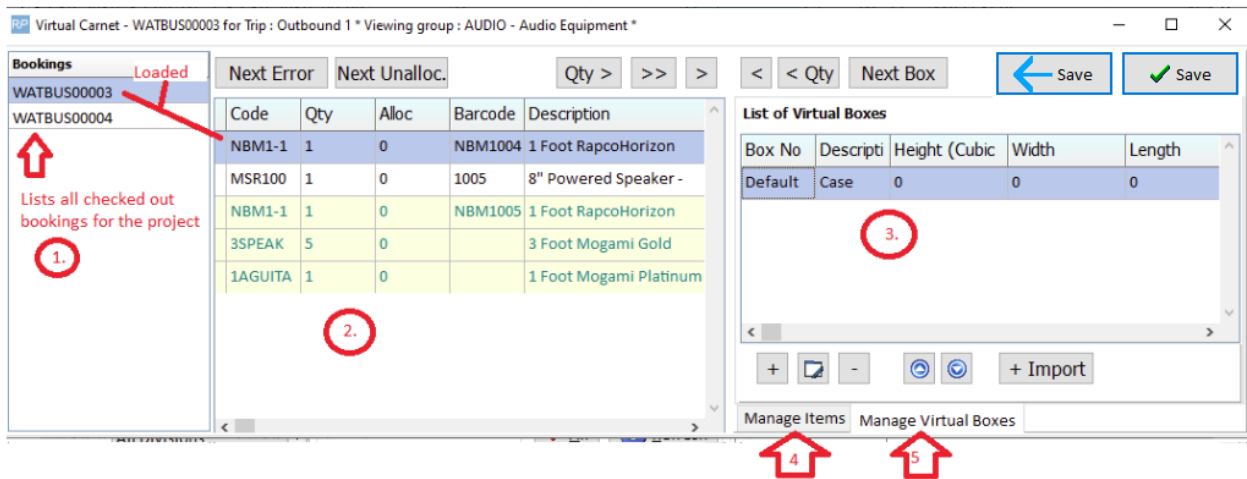 RP Virtual Carnet - WATBUS00003 for Trip : Outbound 1 * Viewing group : AUDIO - Audio Equipment *
Bookings
WATBUS00003
WATBUS00004
Loaded
Lists all checked out
bookings for the project
1.
Next Error Next Unalloc. Qty > >> >
Code Qty Alloc Barcode Description
NBM1-1 1 0 NBM1004 1 Foot RapcoHorizon
MSR100 1 0 1005 8" Powered Speaker -
NBM1-1 1 0 NBM1005 1 Foot RapcoHorizon
3SPEAK 5 0 3 Foot Mogami Gold
1AGUITA 1 0 1 Foot Mogami Platinum
2.
< < Qty Next Box Save Save
List of Virtual Boxes
Box No Descripti Height (Cubic Width Length
Default Case 0 0 0
3.
+ - + Import
Manage Items Manage Virtual Boxes
4 5